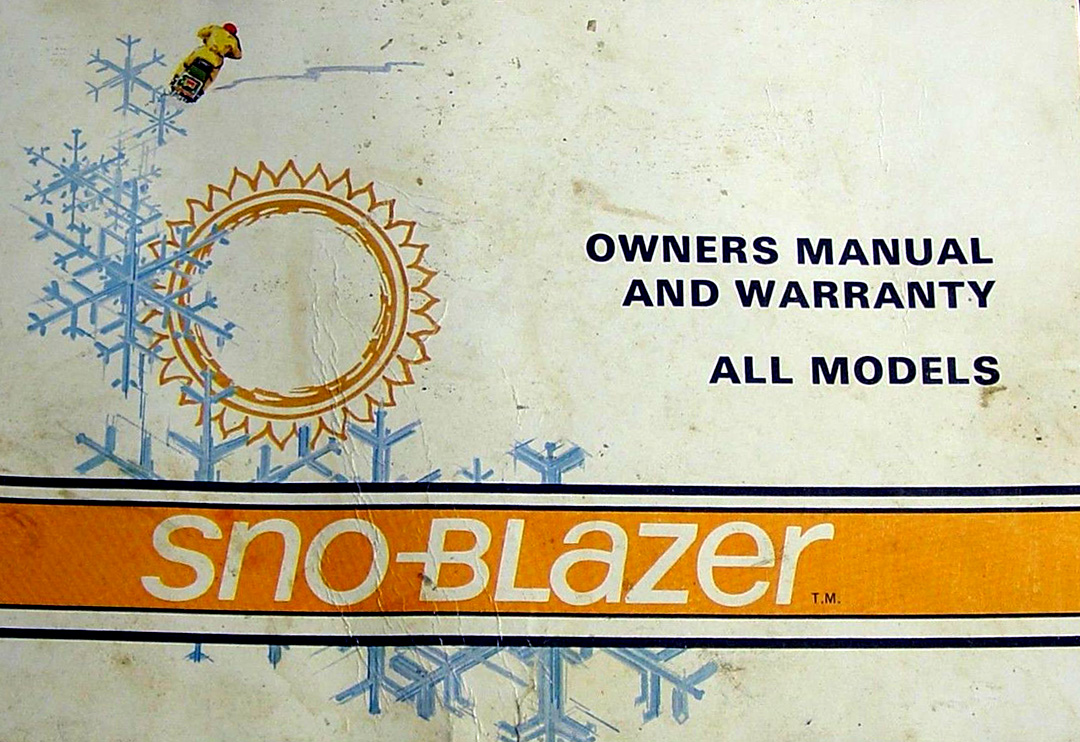 OWNERS MANUAL
AND WARRANTY
ALL MODELS
sno-BLazer T.M.